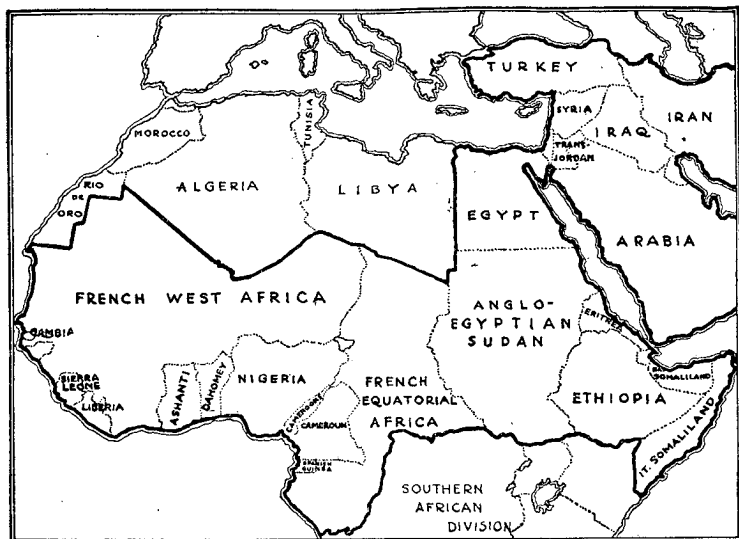 TURKEY
SYRIA
IRAQ
IRAN
TRANS-
JORDAN
MOROCCO
TUNISIA
ALGERIA
LIBYA
EGYPT
ARABIA
RIO
DE
ORO
FRENCH WEST AFRICA
ANGLO-
EGYPTIAN
SUDAN
ERITREA
GAMBIA
SIERRA
LEONE
LIBERIA
ASHANTI
DAHOMEY
NIGERIA
CAMEROONS
CAMEROUN
FRENCH
EQUATORIAL
AFRICA
SOMALILAND
ETHIOPIA
IT. SOMALILAND
SPANISH
GUINEA
SOUTHERN
AFRICAN
DIVISION